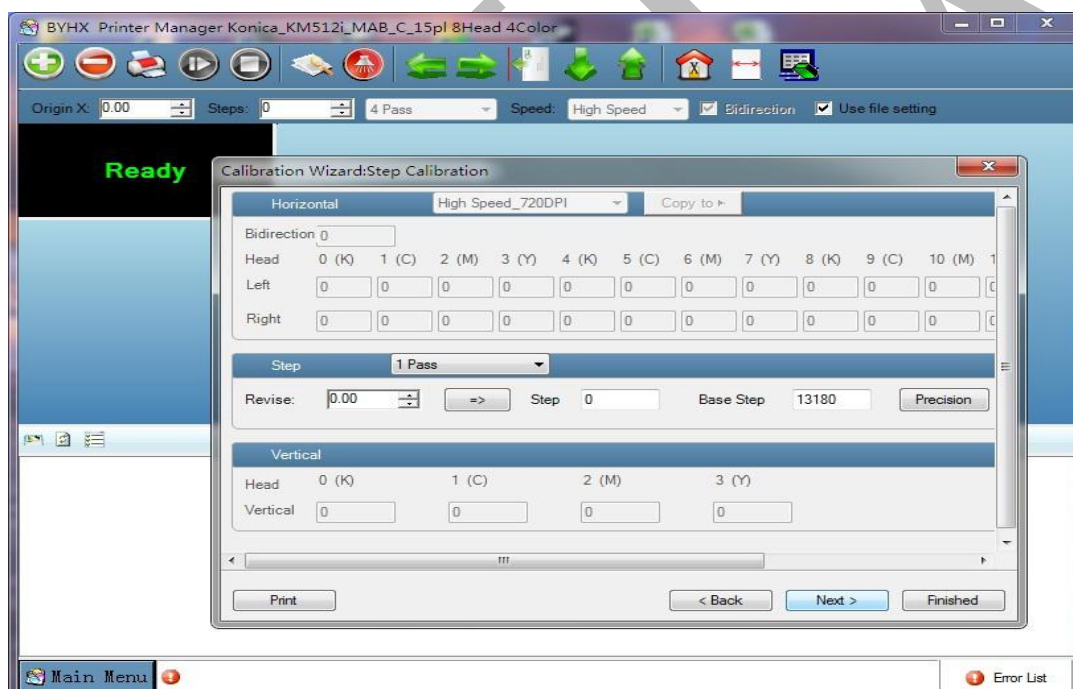 BYHX Printer Manager Konica_KM512i_MAB_C_15pl 8Head 4Color
Origin X: 0.00 Steps: 0 4 Pass Speed: High Speed Bidirection Use file setting
Ready
Calibration Wizard:Step Calibration
Horizontal High Speed_720DPI Copy to
Bidirection 0
Head 0 (K) 1 (C) 2 (M) 3 (Y) 4 (K) 5 (C) 6 (M) 7 (Y) 8 (K) 9 (C) 10 (M) 1
Left 0 0 0 0 0 0 0 0 0 0 0
Right 0 0 0 0 0 0 0 0 0 0 0
Step 1 Pass
Revise: 0.00 => Step 0 Base Step 13180 Precision
Vertical
Head 0 (K) 1 (C) 2 (M) 3 (Y)
Vertical 0 0 0 0
Print < Back Next > Finished
Main Menu Error List